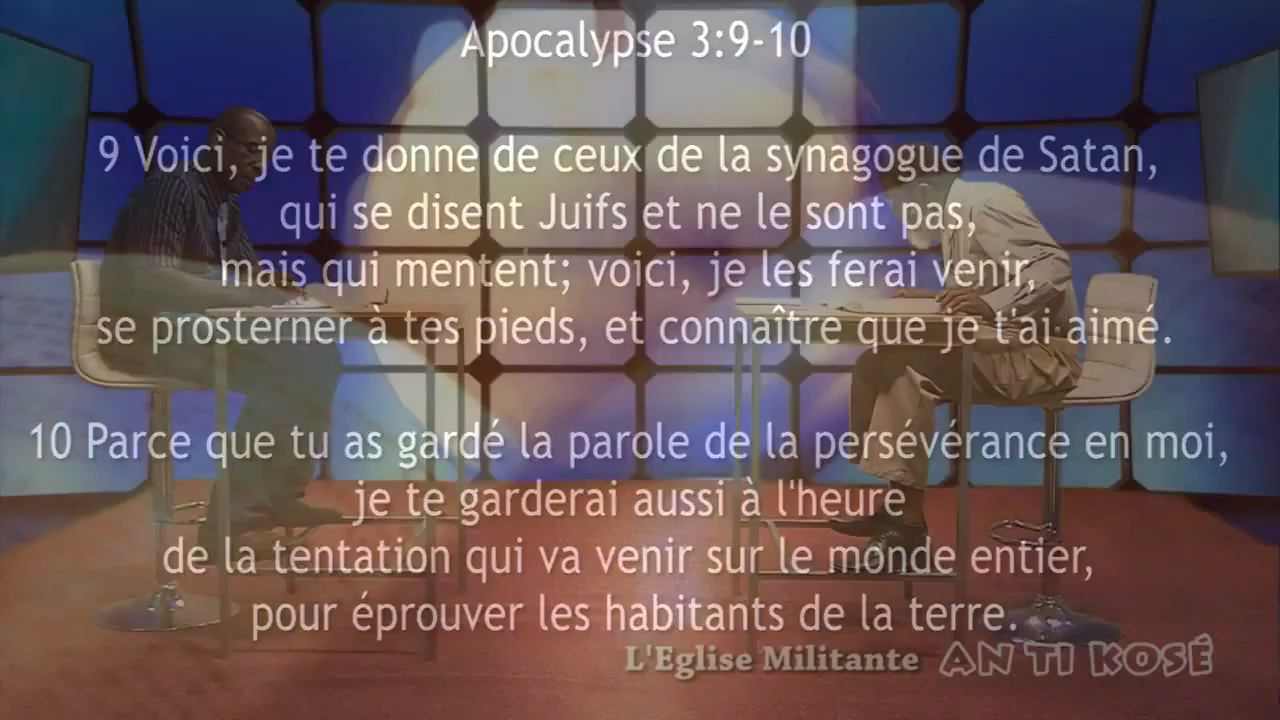 Apocalypse 3:9-10
9 Voici, je te donne de ceux de la synagogue de Satan,
qui se disent Juifs et ne le sont pas,
mais qui mentent; voici, je les ferai venir,
se prosterner à tes pieds, et connaître que je t'ai aimé.
10 Parce que tu as gardé la parole de la persévérance en moi,
je te garderai aussi à l'heure
de la tentation qui va venir sur le monde entier,
pour éprouver les habitants de la terre.
L'Eglise Militante AN TI KOSÉ